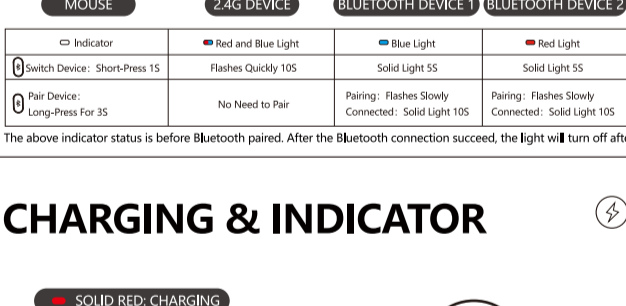 MOUSE 2.4G DEVICE BLUETOOTH DEVICE 1 BLUETOOTH DEVICE 2
Indicator Red and Blue Light Blue Light Red Light
Switch Device: Short-Press 1S Flashes Quickly 10S Solid Light 5S Solid Light 5S
Pair Device:
Long-Press For 3S
No Need to Pair
Pairing: Flashes Slowly
Connected: Solid Light 10S
Pairing: Flashes Slowly
Connected: Solid Light 10S
The above indicator status is before Bluetooth paired. After the Bluetooth connection succeed, the light will turn off afte
CHARGING & INDICATOR
SOLID RED: CHARGING